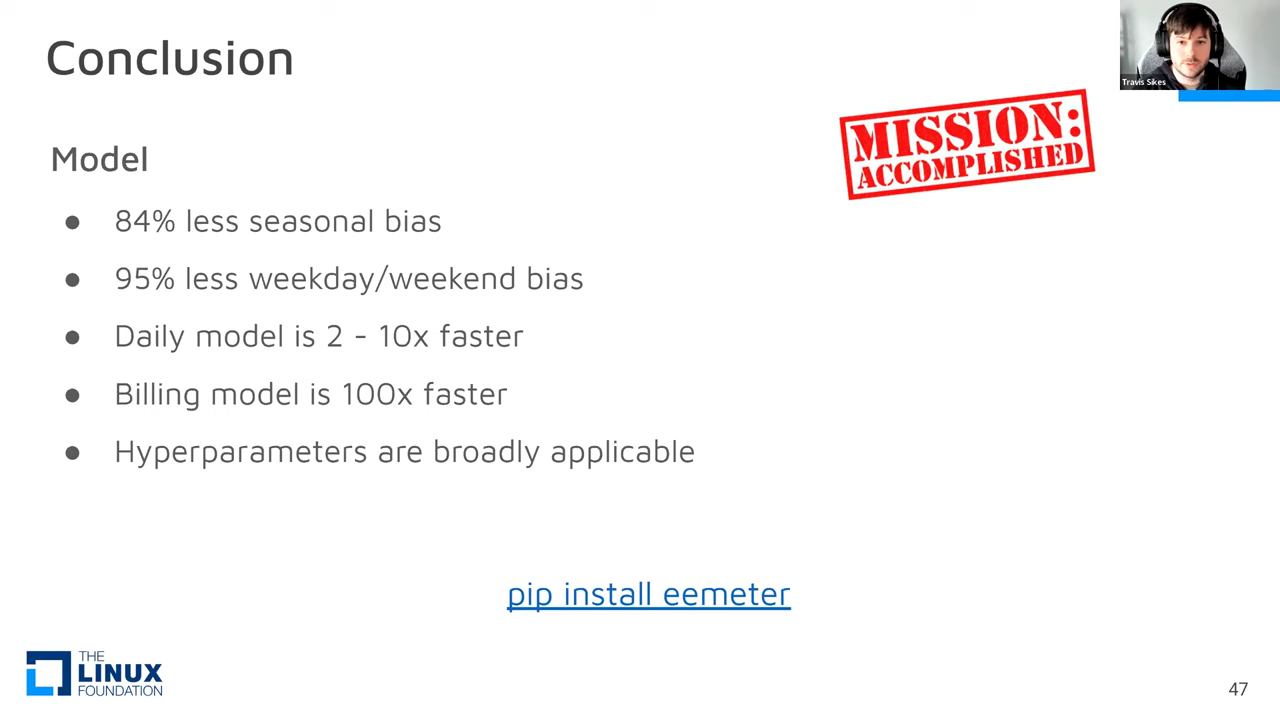 Conclusion
Travis Sikes
MISSION:
ACCOMPLISHED
Model
● 84% less seasonal bias
● 95% less weekday/weekend bias
● Daily model is 2 - 10x faster
● Billing model is 100x faster
● Hyperparameters are broadly applicable
pip install eemeter
THE
LINUX
FOUNDATION
47